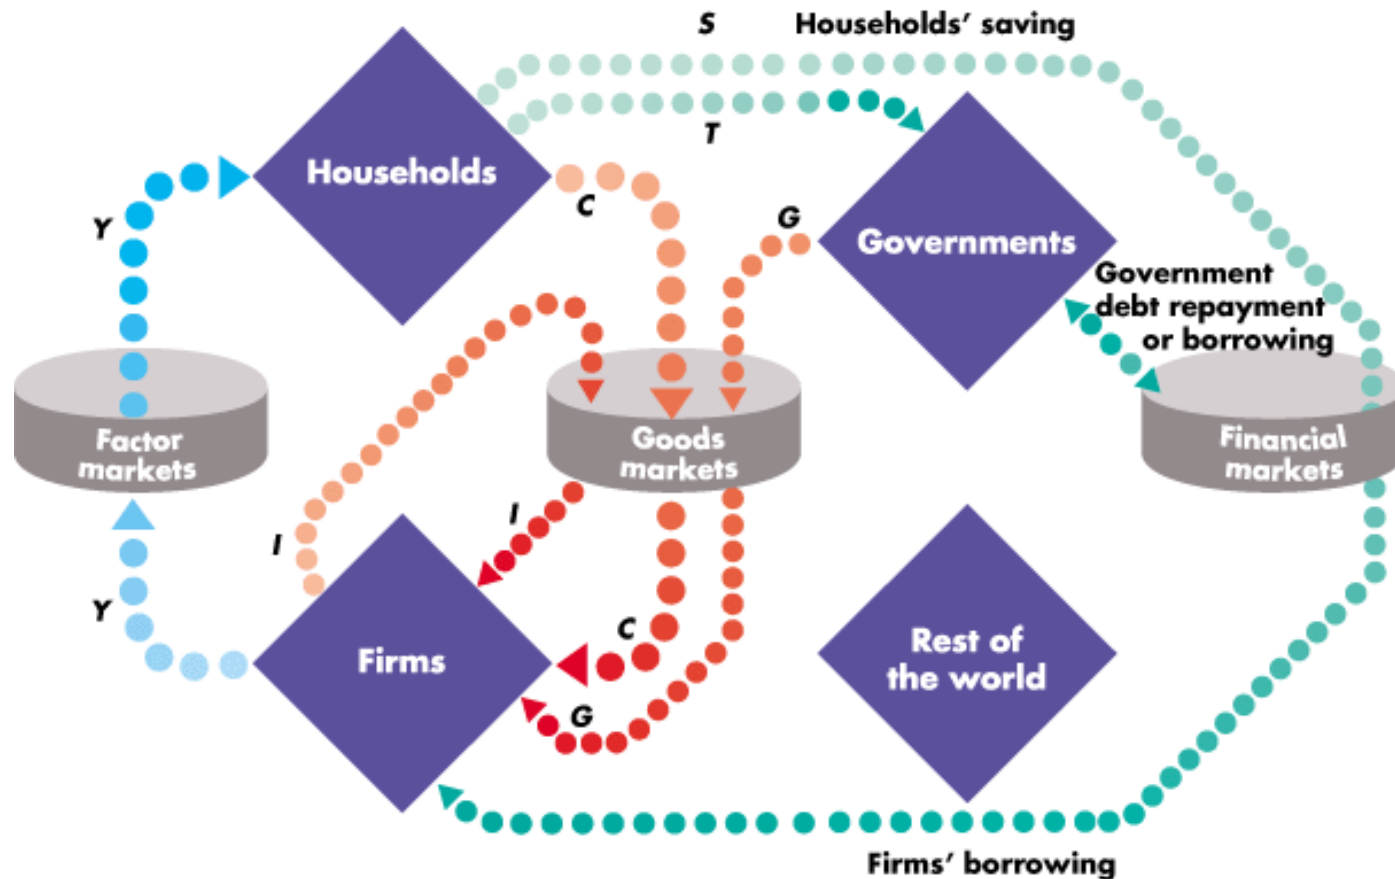 S Households’ saving
T
Households
Y
C
G
Governments
Government
debt repayment
or borrowing
Factor
markets
Goods
markets
Financial
markets
I
I
Y
C
Firms
Rest of
the world
G
Firms’ borrowing